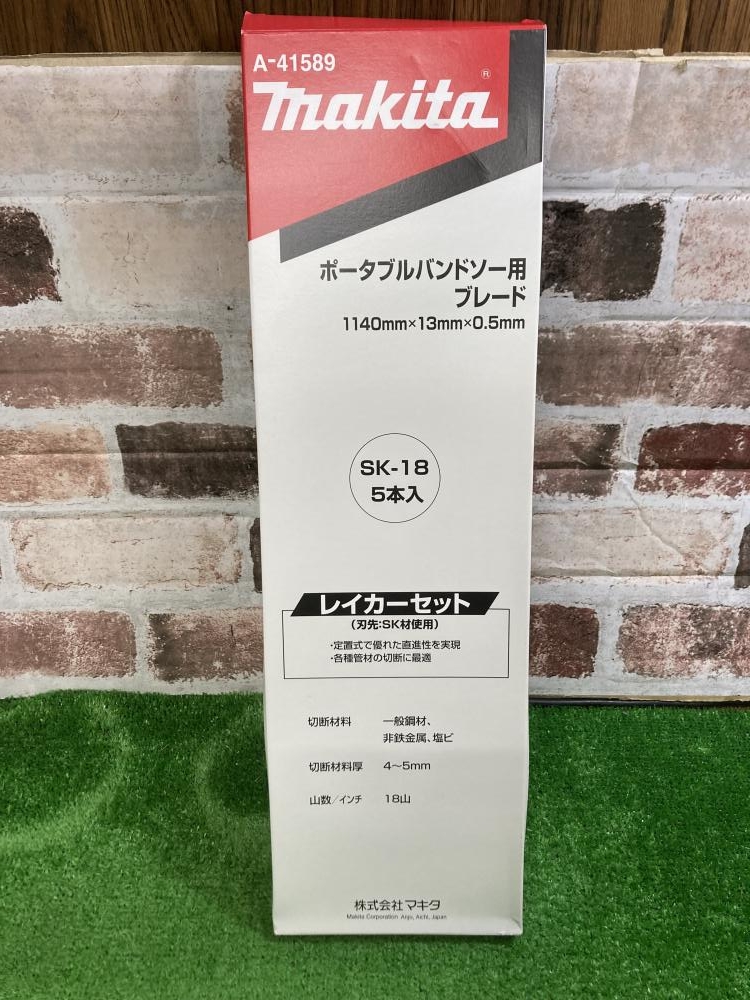 A-41589
makita®
ポータブルバンドソー用
ブレード
1140mm×13mm×0.5mm
SK-18
5本入
レイカーセット
(刃先:SK材使用)
・定置式で優れた直進性を実現
・各種管材の切断に最適
切断材料 一般鋼材、
非鉄金属、塩ビ
切断材料厚 4～5mm
山数/インチ 18山
株式会社マキタ
Makita Corporation Anjo, Aichi, Japan